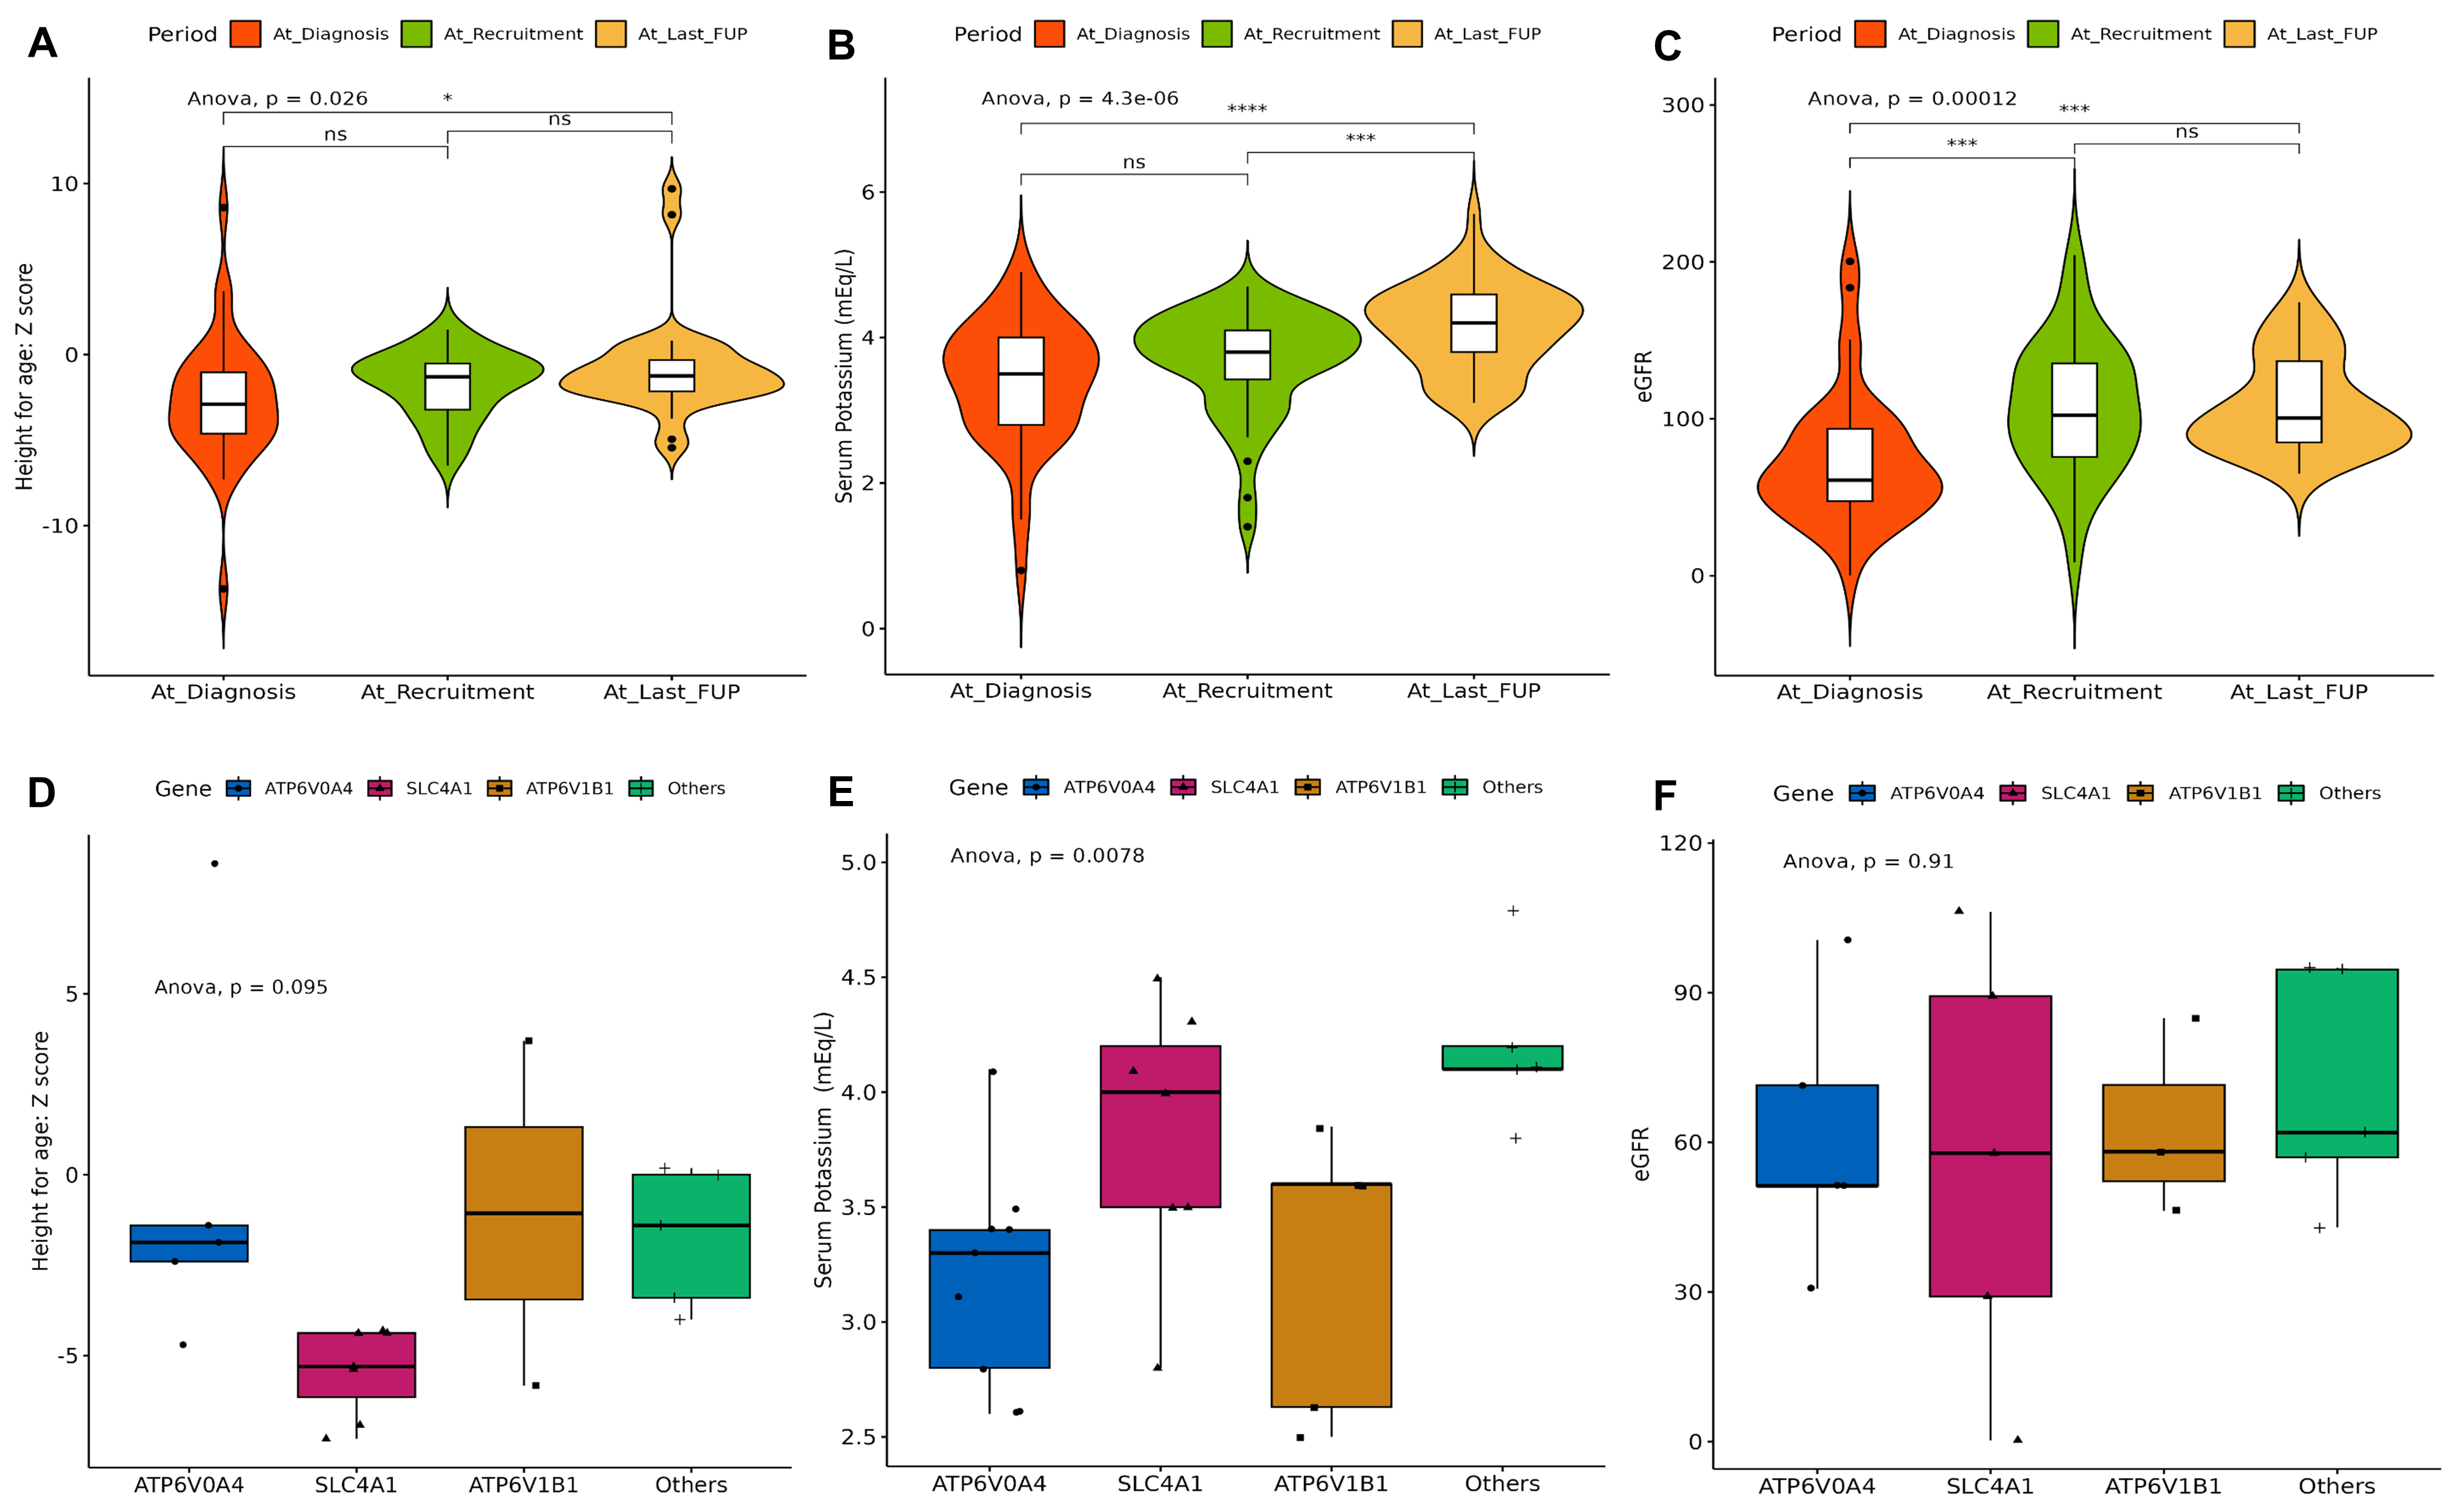 A
Period At_Diagnosis At_Recruitment At_Last_FUP
Anova, p = 0.026
*
ns
ns
Height for age: Z score
10
0
-10
At_Diagnosis At_Recruitment At_Last_FUP
B
Period At_Diagnosis At_Recruitment At_Last_FUP
Anova, p = 4.3e-06
****
***
ns
Serum Potassium (mEq/L)
6
4
2
0
At_Diagnosis At_Recruitment At_Last_FUP
C
Period At_Diagnosis At_Recruitment At_Last_FUP
Anova, p = 0.00012
***
ns
***
eGFR
300
200
100
0
At_Diagnosis At_Recruitment At_Last_FUP
D
Gene ATP6V0A4 SLC4A1 ATP6V1B1 Others
Anova, p = 0.095
Height for age: Z score
5
0
-5
ATP6V0A4 SLC4A1 ATP6V1B1 Others
E
Gene ATP6V0A4 SLC4A1 ATP6V1B1 Others
Anova, p = 0.0078
Serum Potassium (mEq/L)
5.0
4.5
4.0
3.5
3.0
2.5
ATP6V0A4 SLC4A1 ATP6V1B1 Others
F
Gene ATP6V0A4 SLC4A1 ATP6V1B1 Others
Anova, p = 0.91
eGFR
120
90
60
30
0
ATP6V0A4 SLC4A1 ATP6V1B1 Others